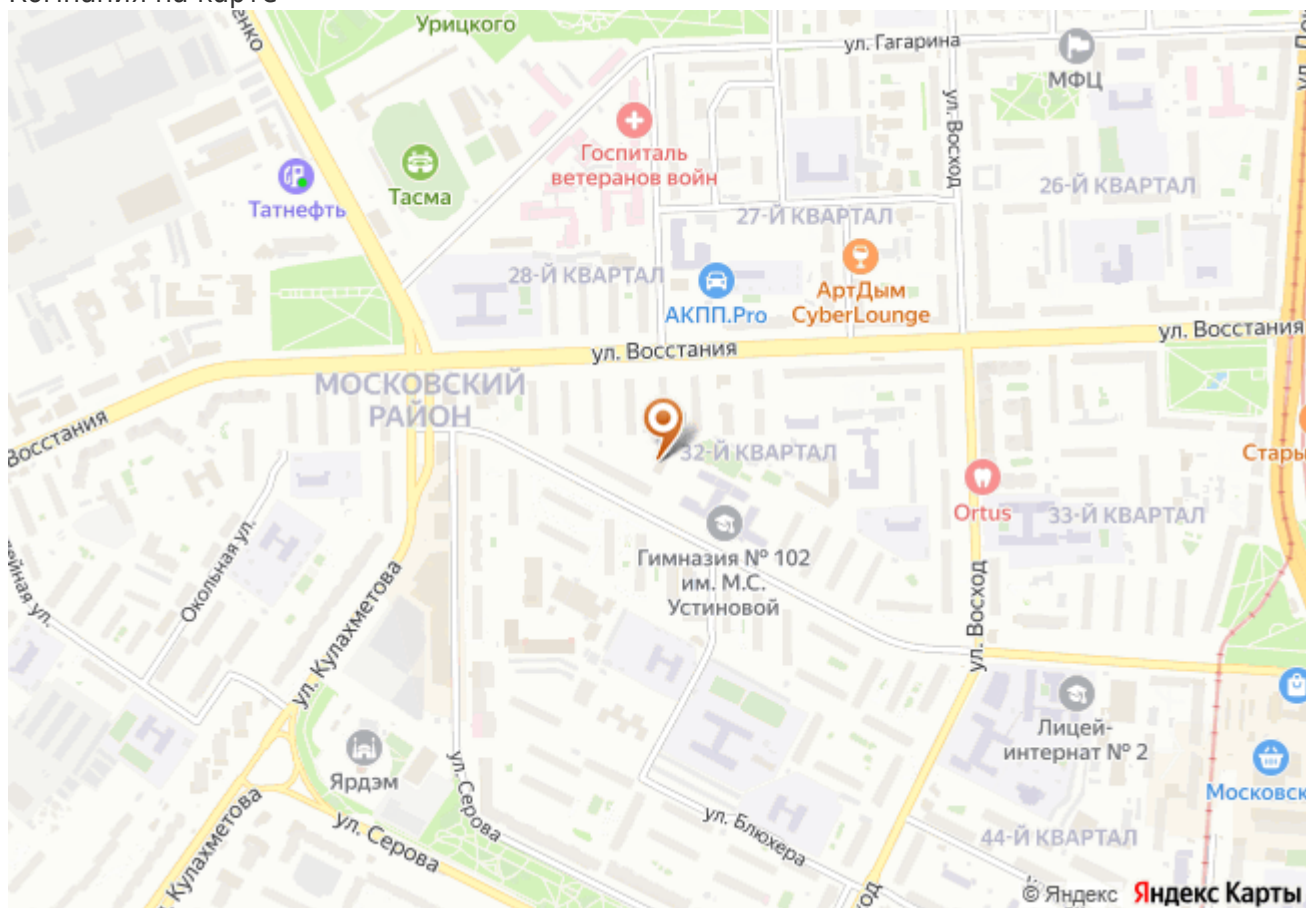 Урицкого
ул. Гагарина
МФЦ
ул. Восход
Госпиталь
ветеранов войн
Тасма
Татнефть
26-Й КВАРТАЛ
27-Й КВАРТАЛ
28-Й КВАРТАЛ
АртДым
CyberLounge
АКПП.Pro
ул. Восстания
ул. Восстания
МОСКОВСКИЙ
РАЙОН
Восстания
32-Й КВАРТАЛ
Ortus
33-Й КВАРТАЛ
Гимназия № 102
им. М.С.
Устиновой
Окольная ул.
ул. Кулахметова
ул. Восход
Лицей-
интернат № 2
Ярдэм
ул. Серова
ул. Серова
Кулахметова
ул. Блюхера
44-Й КВАРТАЛ
© Яндекс Яндекс Карты